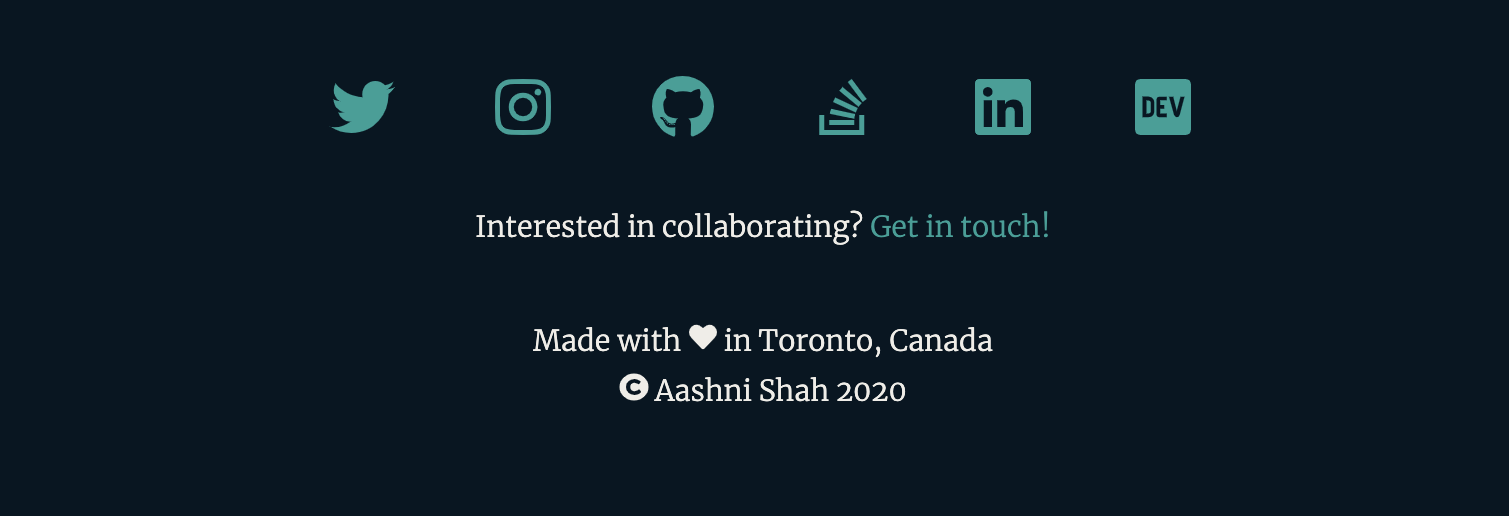 in DEV
Interested in collaborating? Get in touch!
Made with ♥ in Toronto, Canada
© Aashni Shah 2020